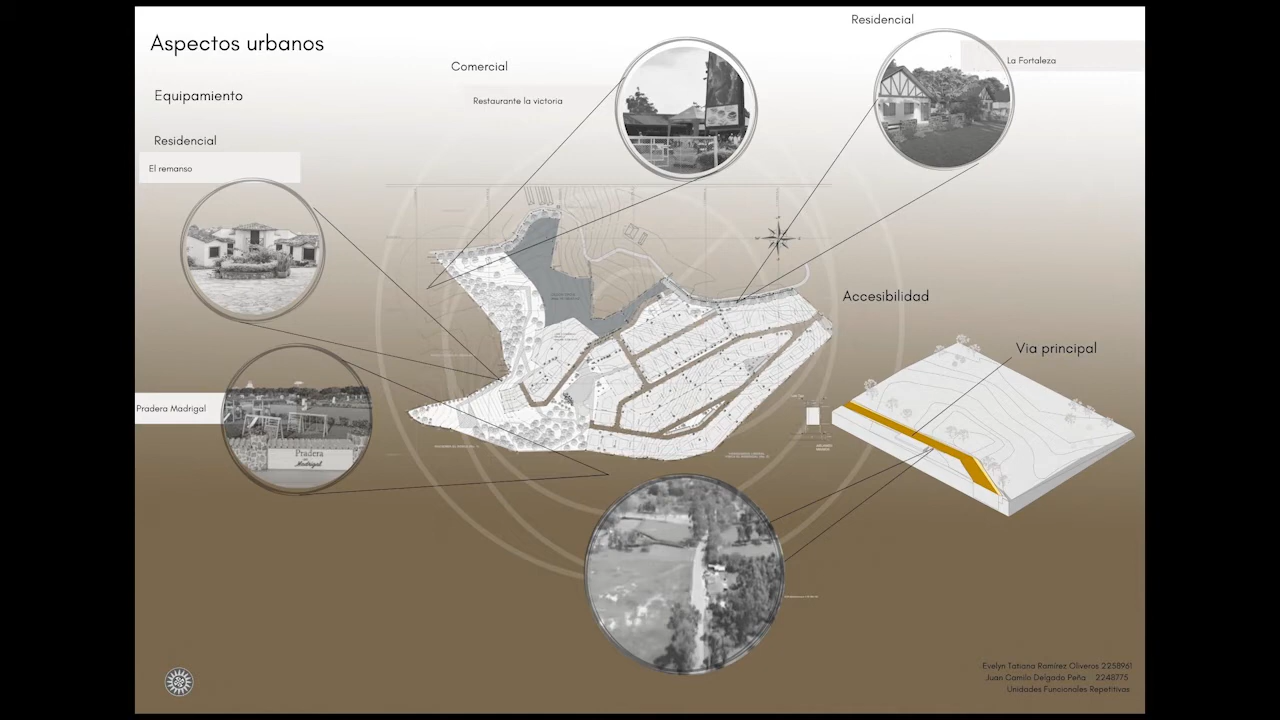 Aspectos urbanos
Equipamiento
Residencial
El remanso
Comercial
Restaurante la victoria
Residencial
La Fortaleza
Accesibilidad
Via principal
Pradera Madrigal
Pradera
Madrigal
Evelyn Tatiana Ramírez Oliveros 2258961
Juan Camilo Delgado Peña 2248775
Unidades Funcionales Repetitivas